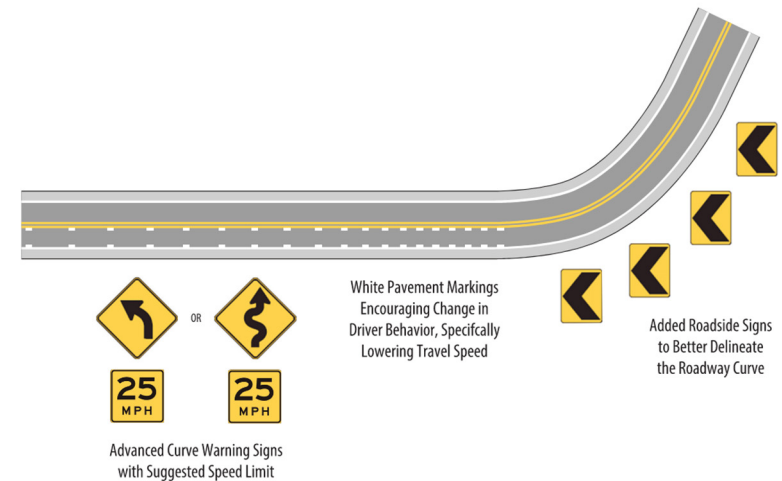 White Pavement Markings
Encouraging Change in
Driver Behavior, Specifcally
Lowering Travel Speed
OR
Added Roadside Signs
to Better Delineate
the Roadway Curve
25
MPH
25
MPH
Advanced Curve Warning Signs
with Suggested Speed Limit